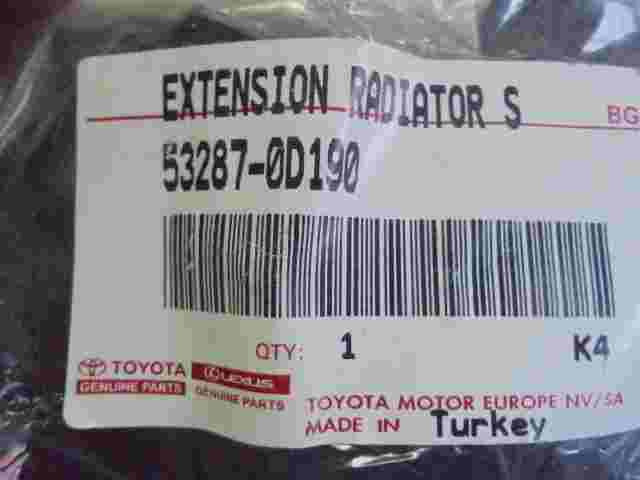 EXTENSION RADIATOR S
BG
53287-0D190
QTY: 1 K4
TOYOTA
GENUINE PARTS
LEXUS
GENUINE PARTS
TOYOTA MOTOR EUROPE NV/SA
MADE IN Turkey